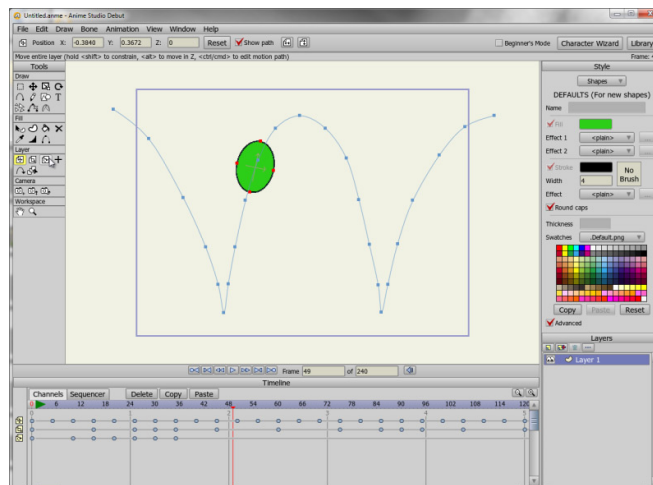 Untitled.anme - Anime Studio Debut
File Edit Draw Bone Animation View Window Help
Position X: -0.3840 Y: 0.3672 Z: 0 Reset Show path Beginner's Mode Character Wizard Library
Move entire layer (hold <shift> to constrain, <alt> to move in Z, <ctrl/cmd> to edit motion path) Frame:
Tools
Draw
Fill
Layer
Camera
Workspace
Style
Shapes
DEFAULTS (For new shapes)
Name
Fill
Effect 1 <plain>
Effect 2 <plain>
Stroke
No
Width 4 Brush
Effect <plain>
Round caps
Thickness
Swatches Default.png
Copy Paste Reset
Advanced
Layers
Layer 1
Frame 49 of 240
Timeline
Channels Sequencer Delete Copy Paste
0 6 12 18 24 30 36 42 48 54 60 66 72 78 84 90 96 102 108 114 120
0 1 2 3 4 5